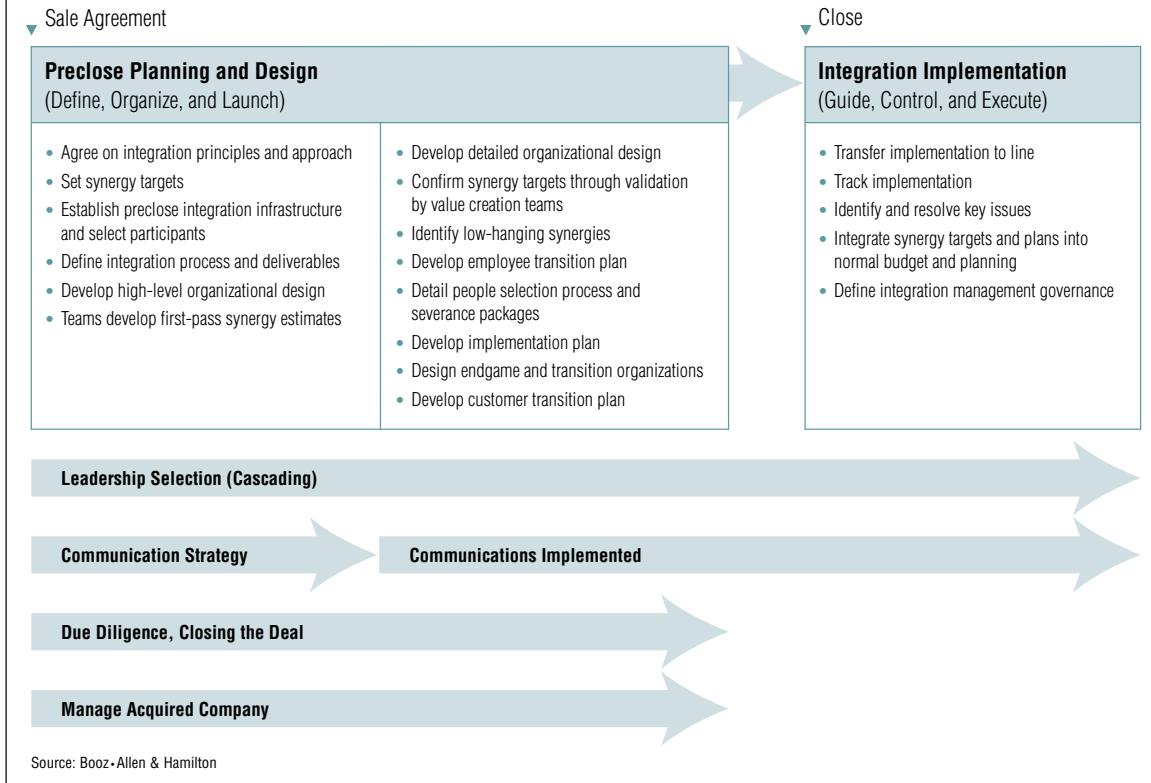 Sale Agreement
Close
Preclose Planning and Design
(Define, Organize, and Launch)
Integration Implementation
(Guide, Control, and Execute)
• Agree on integration principles and approach
• Set synergy targets
• Establish preclose integration infrastructure
and select participants
• Define integration process and deliverables
• Develop high-level organizational design
• Teams develop first-pass synergy estimates
• Develop detailed organizational design
• Confirm synergy targets through validation
by value creation teams
• Identify low-hanging synergies
• Develop employee transition plan
• Detail people selection process and
severance packages
• Develop implementation plan
• Design endgame and transition organizations
• Develop customer transition plan
• Transfer implementation to line
• Track implementation
• Identify and resolve key issues
• Integrate synergy targets and plans into
normal budget and planning
• Define integration management governance
Leadership Selection (Cascading)
Communication Strategy
Communications Implemented
Due Diligence, Closing the Deal
Manage Acquired Company
Source: Booz•Allen & Hamilton